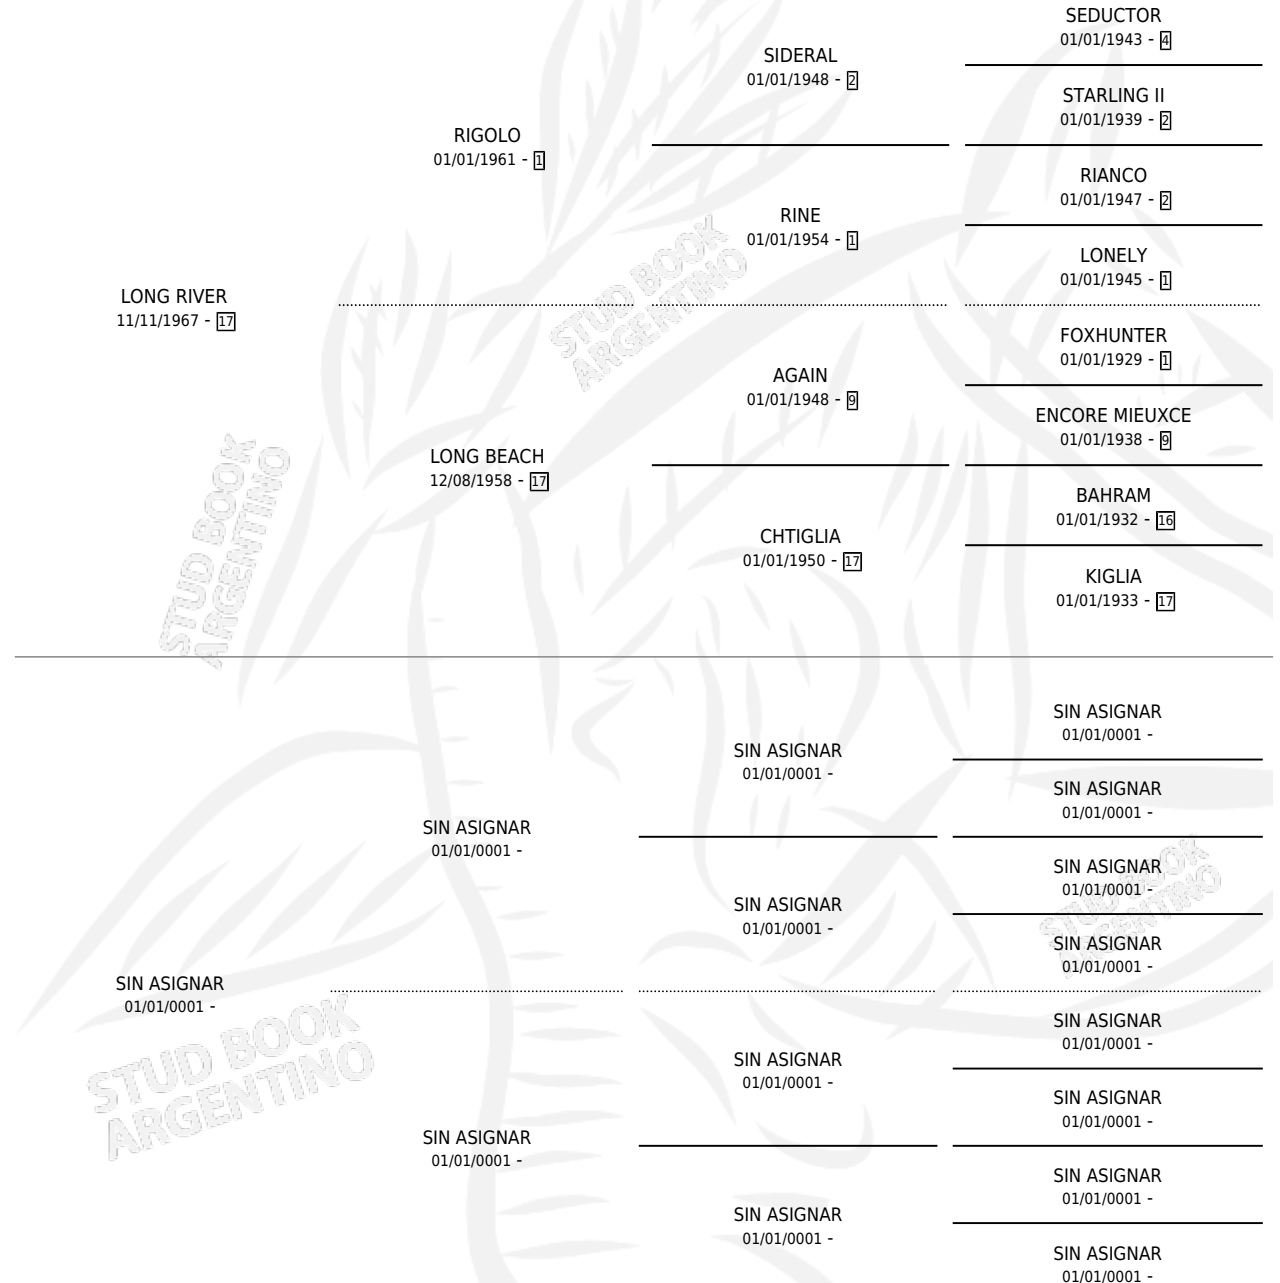 SEDUCTOR
01/01/1943 - 4
SIDERAL
01/01/1948 - 2
STARLING II
01/01/1939 - 2
RIGOLO
01/01/1961 - 1
RIANCO
01/01/1947 - 2
RINE
01/01/1954 - 1
LONELY
01/01/1945 - 1
LONG RIVER
11/11/1967 - 17
FOXHUNTER
01/01/1929 - 1
AGAIN
01/01/1948 - 9
ENCORE MIEUXCE
01/01/1938 - 9
LONG BEACH
12/08/1958 - 17
BAHRAM
01/01/1932 - 16
CHTIGLIA
01/01/1950 - 17
KIGLIA
01/01/1933 - 17
STUD BOOK
ARGENTINO
STUD BOOK
ARGENTINO
SIN ASIGNAR
01/01/0001 -
SIN ASIGNAR
01/01/0001 -
SIN ASIGNAR
01/01/0001 -
SIN ASIGNAR
01/01/0001 -
SIN ASIGNAR
01/01/0001 -
SIN ASIGNAR
01/01/0001 -
SIN ASIGNAR
01/01/0001 -
STUD BOOK
ARGENTINO
SIN ASIGNAR
01/01/0001 -
SIN ASIGNAR
01/01/0001 -
SIN ASIGNAR
01/01/0001 -
SIN ASIGNAR
01/01/0001 -
SIN ASIGNAR
01/01/0001 -
SIN ASIGNAR
01/01/0001 -
SIN ASIGNAR
01/01/0001 -
SIN ASIGNAR
01/01/0001 -
STUD BOOK
ARGENTINO